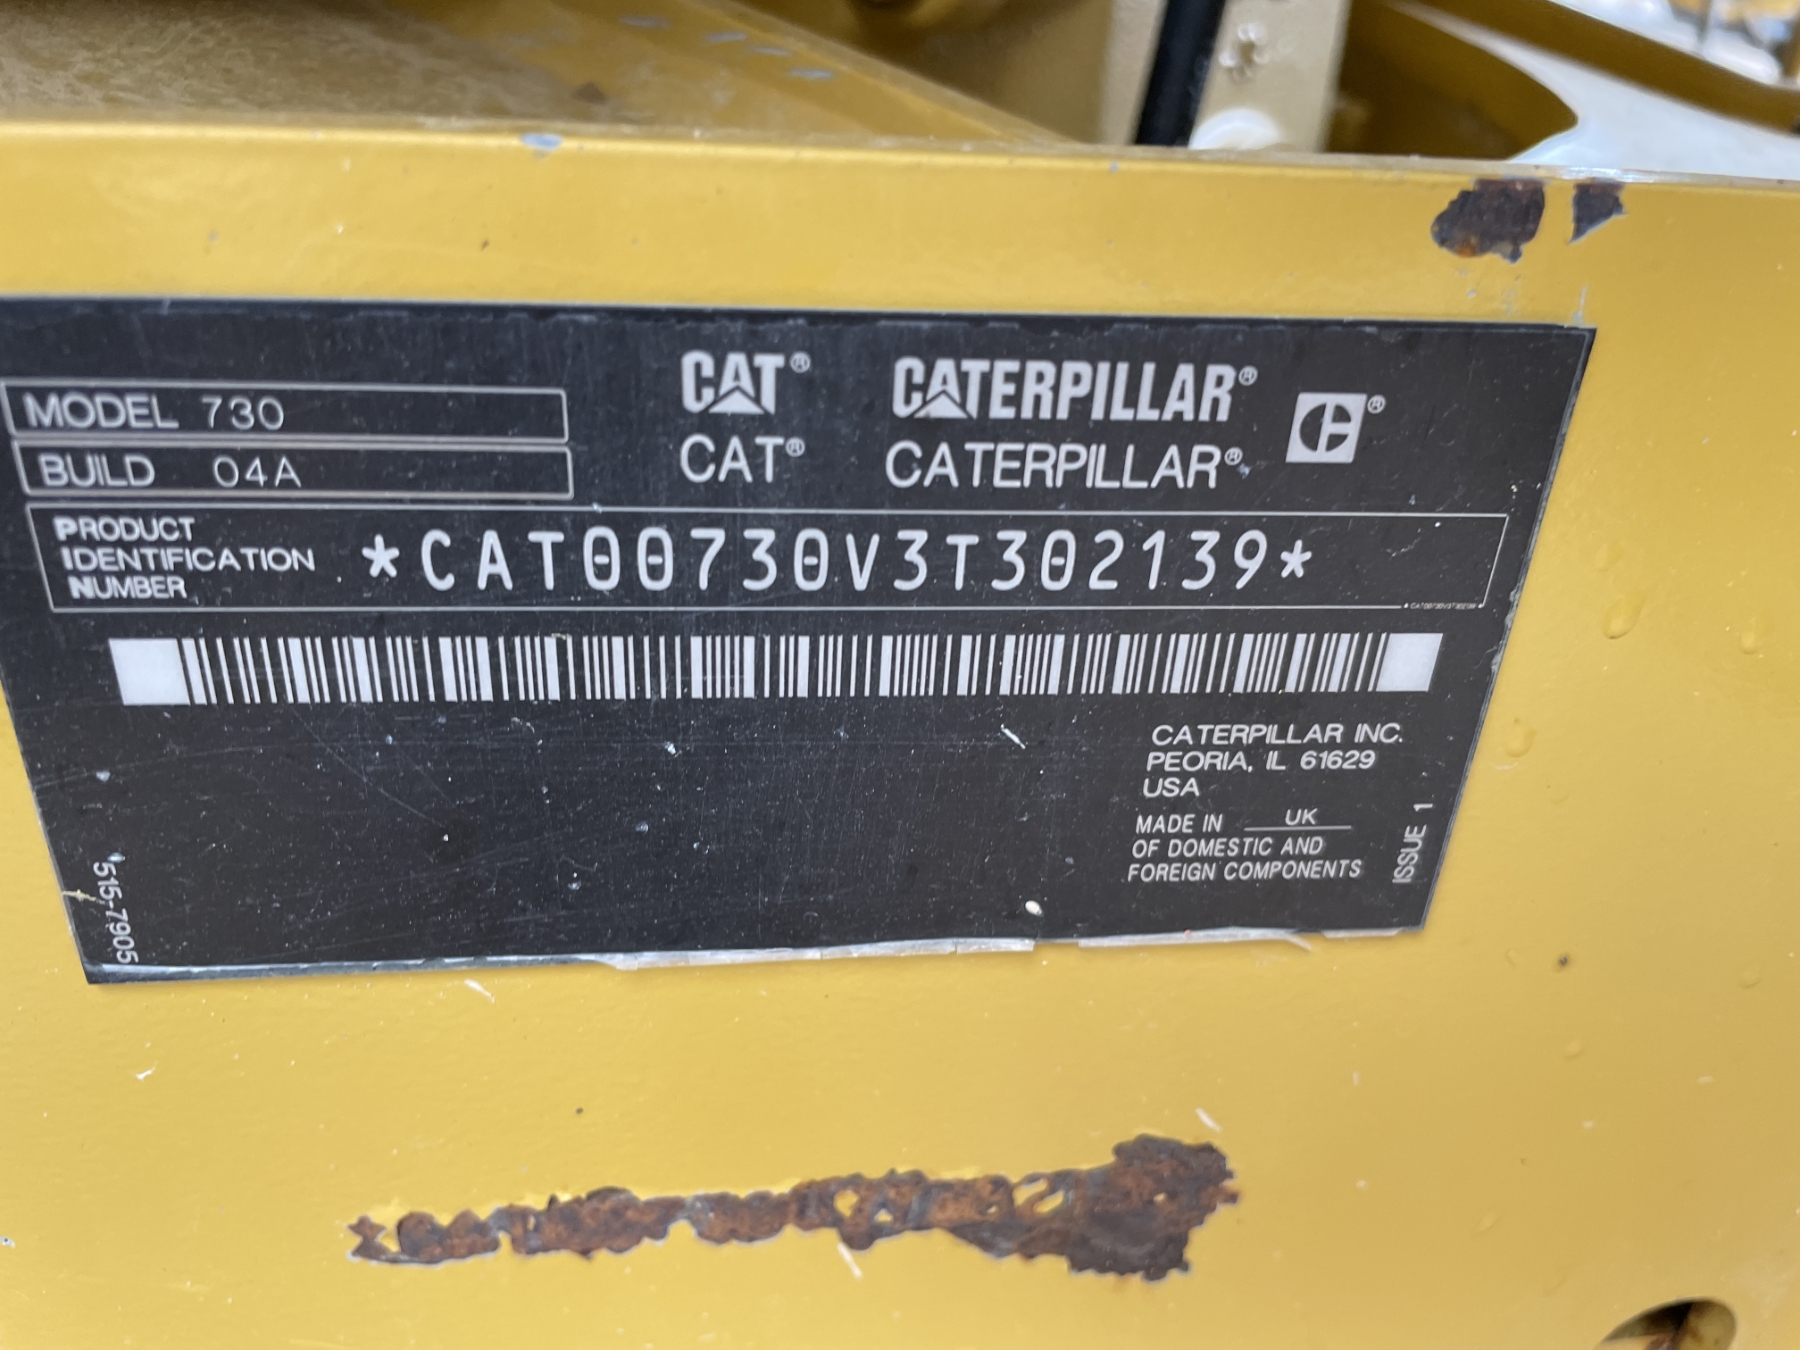 MODEL 730
BUILD 04A
CAT® CATERPILLAR® ®
CAT® CATERPILLAR®
PRODUCT
IDENTIFICATION
NUMBER
*CAT00730V3T302139*
*CAT00730V3T302139*
CATERPILLAR INC.
PEORIA, IL 61629
USA
MADE IN UK
OF DOMESTIC AND
FOREIGN COMPONENTS
ISSUE 1
515-7905